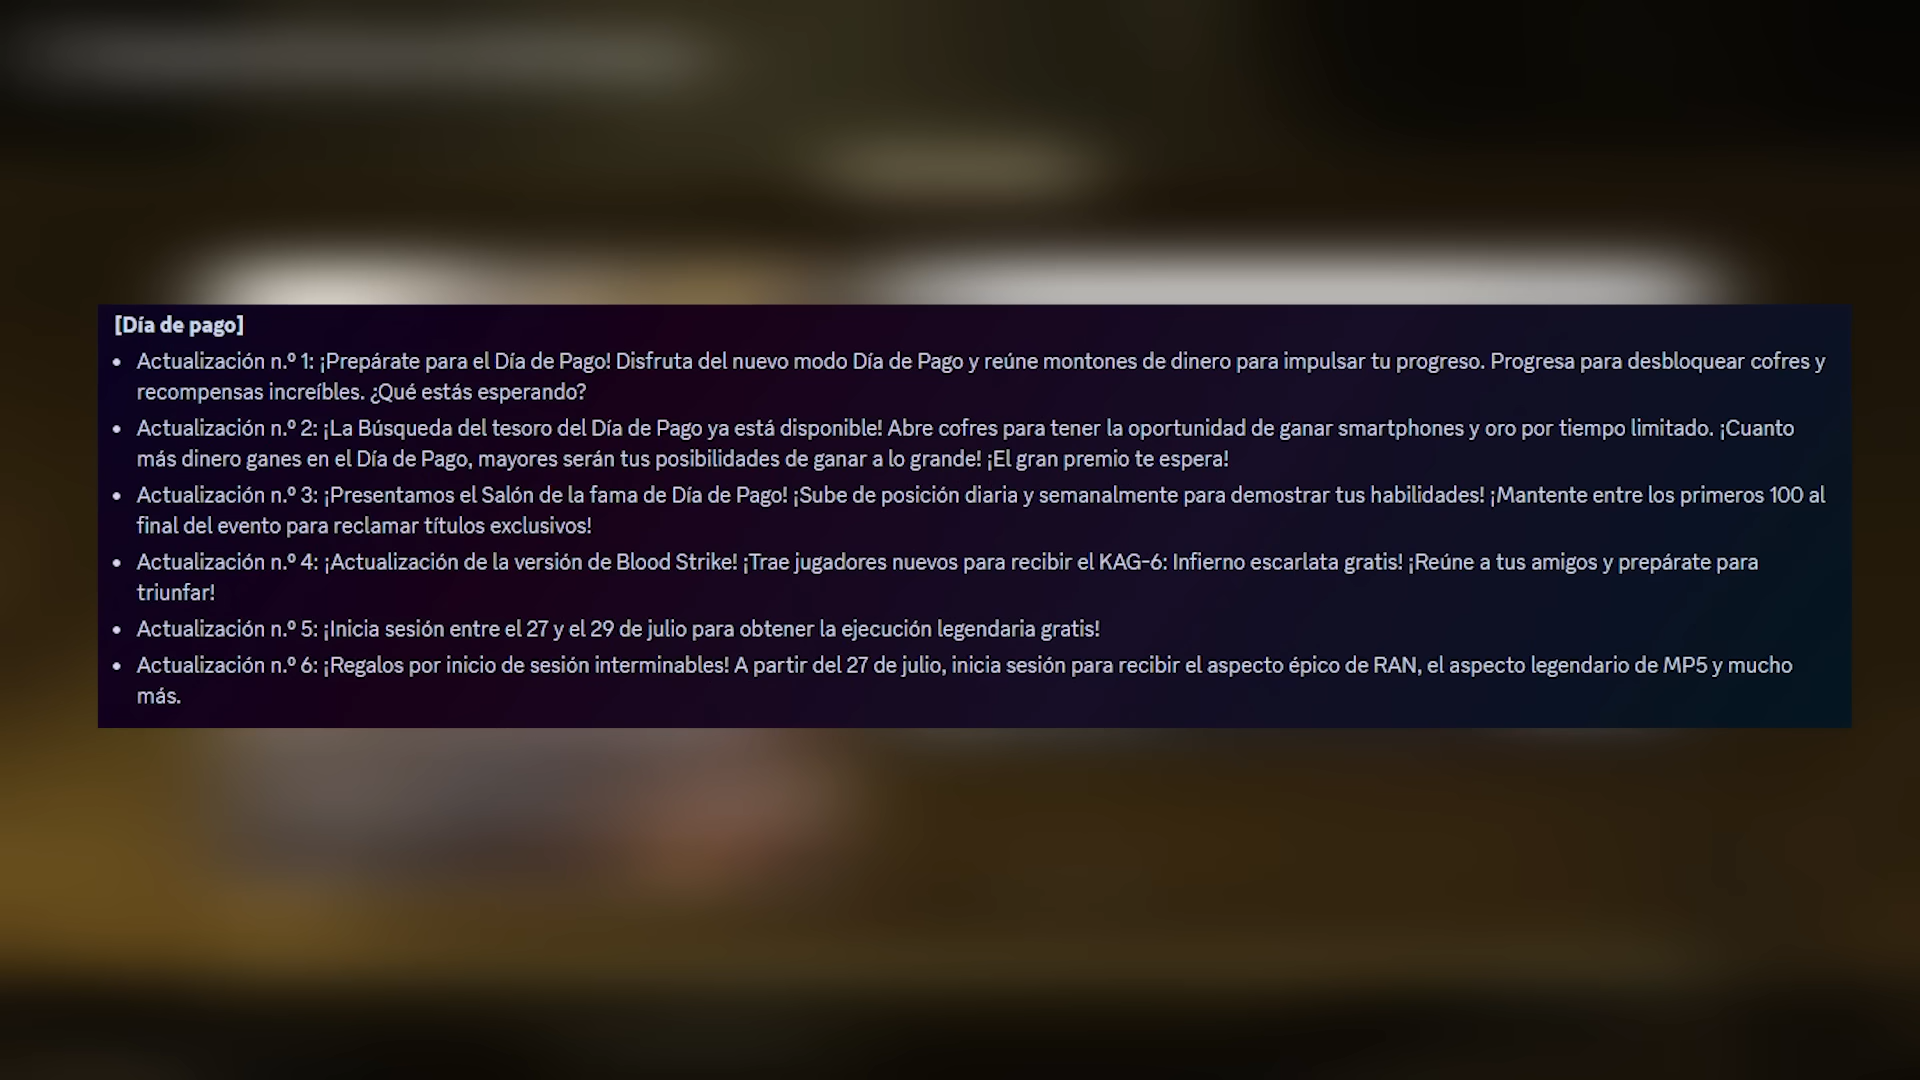 [Día de pago]
• Actualización n.º 1: ¡Prepárate para el Día de Pago! Disfruta del nuevo modo Día de Pago y reúne montones de dinero para impulsar tu progreso. Progresa para desbloquear cofres y
recompensas increíbles. ¿Qué estás esperando?
• Actualización n.º 2: ¡La Búsqueda del tesoro del Día de Pago ya está disponible! Abre cofres para tener la oportunidad de ganar smartphones y oro por tiempo limitado. ¡Cuanto
más dinero ganes en el Día de Pago, mayores serán tus posibilidades de ganar a lo grande! ¡El gran premio te espera!
• Actualización n.º 3: ¡Presentamos el Salón de la fama de Día de Pago! ¡Sube de posición diaria y semanalmente para demostrar tus habilidades! ¡Mantente entre los primeros 100 al
final del evento para reclamar títulos exclusivos!
• Actualización n.º 4: ¡Actualización de la versión de Blood Strike! ¡Trae jugadores nuevos para recibir el KAG-6: Infierno escarlata gratis! ¡Reúne a tus amigos y prepárate para
triunfar!
• Actualización n.º 5: ¡Inicia sesión entre el 27 y el 29 de julio para obtener la ejecución legendaria gratis!
• Actualización n.º 6: ¡Regalos por inicio de sesión interminables! A partir del 27 de julio, inicia sesión para recibir el aspecto épico de RAN, el aspecto legendario de MP5 y mucho
más.